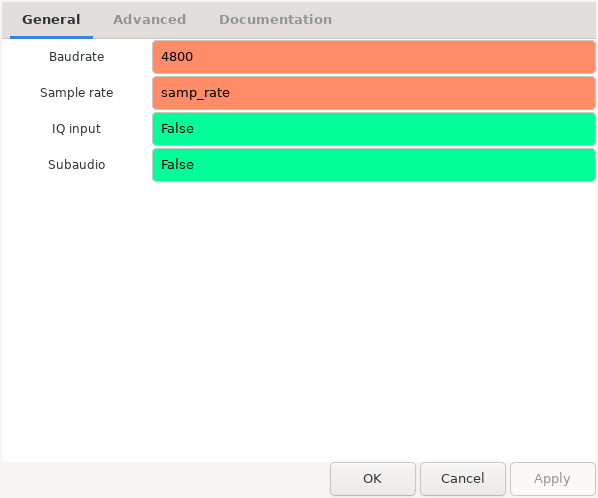 General Advanced Documentation
Baudrate 4800
Sample rate samp_rate
IQ input False
Subaudio False
OK Cancel Apply